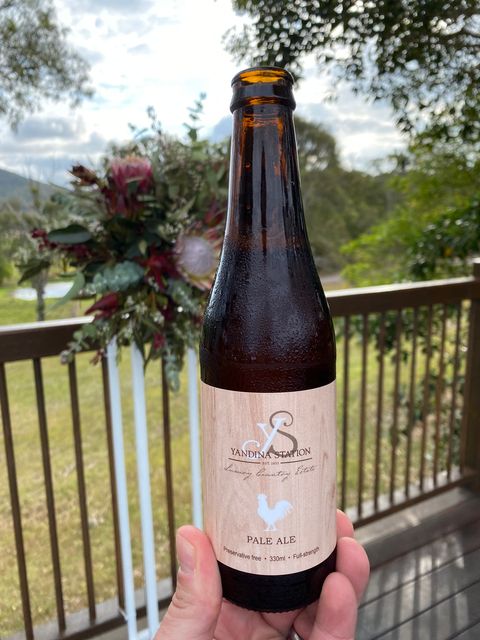 YS
YANDINA STATION
EST 1853
Luxury Country Estate
PALE ALE
Preservative free • 330ml • Full-strength